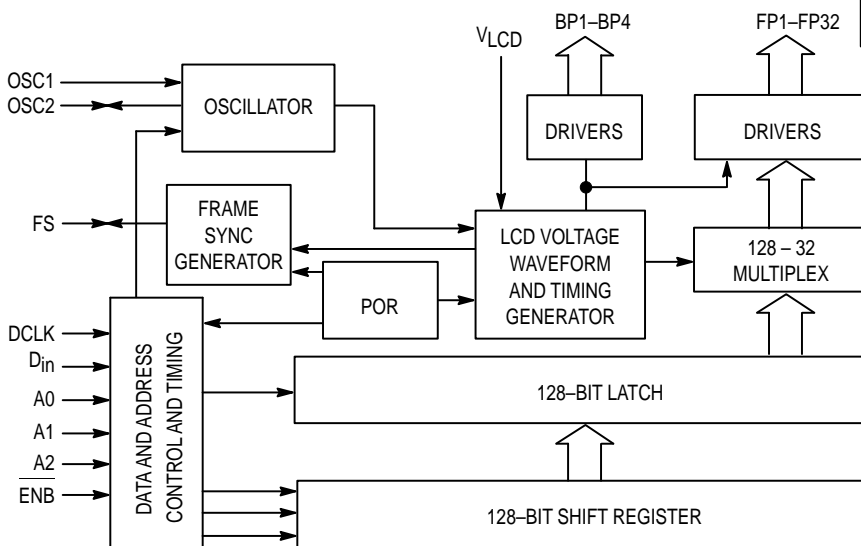 BP1–BP4
FP1–FP32
VLCD
OSC1
OSC2
OSCILLATOR
DRIVERS
DRIVERS
FS
FRAME
SYNC
GENERATOR
LCD VOLTAGE
WAVEFORM
AND TIMING
GENERATOR
128 – 32
MULTIPLEX
POR
DCLK
Din
A0
A1
A2
ENB
DATA AND ADDRESS
CONTROL AND TIMING
128–BIT LATCH
128–BIT SHIFT REGISTER